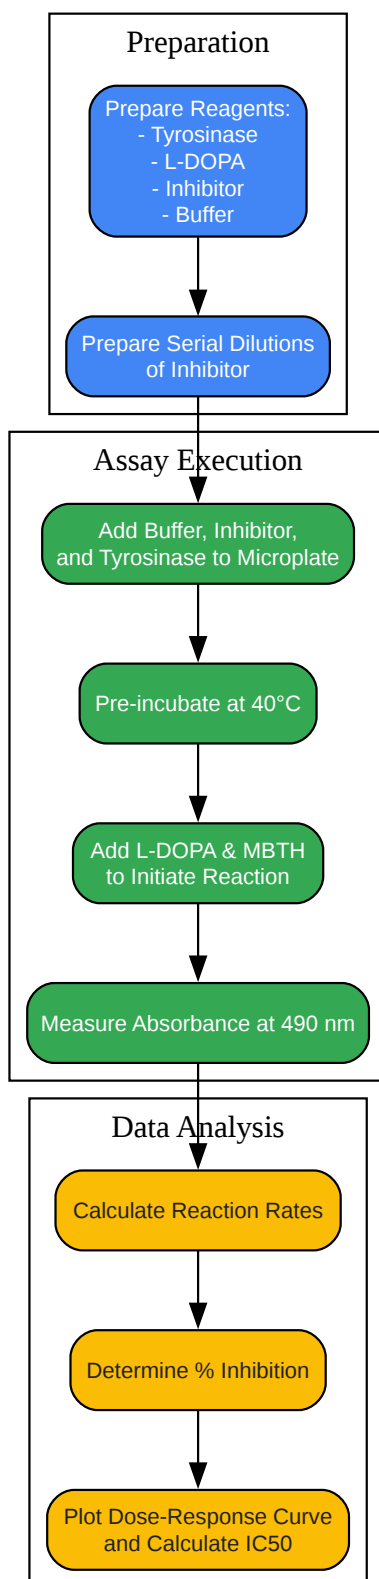 Preparation
Prepare Reagents:
- Tyrosinase
- L-DOPA
- Inhibitor
- Buffer
Prepare Serial Dilutions
of Inhibitor
Assay Execution
Add Buffer, Inhibitor,
and Tyrosinase to Microplate
Pre-incubate at 40°C
Add L-DOPA & MBTH
to Initiate Reaction
Measure Absorbance at 490 nm
Data Analysis
Calculate Reaction Rates
Determine % Inhibition
Plot Dose-Response Curve
and Calculate IC50